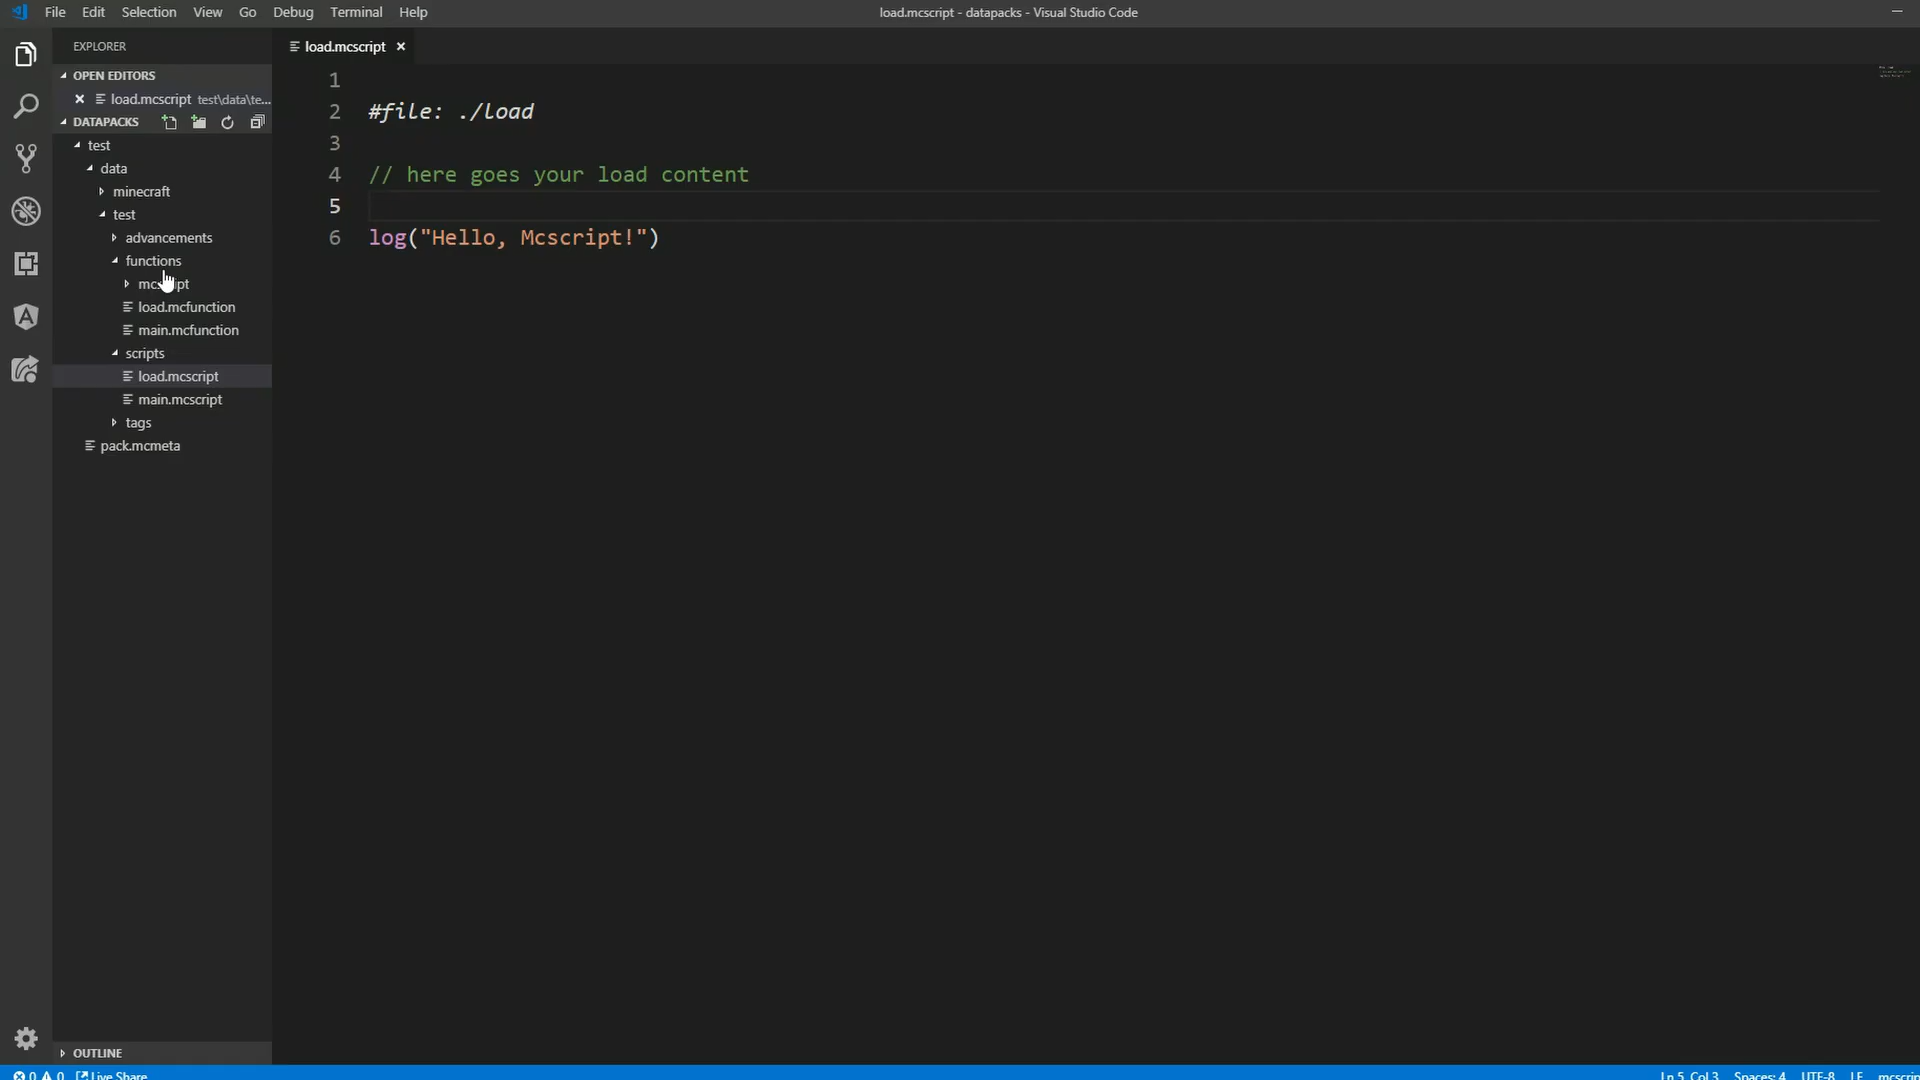 File Edit Selection View Go Debug Terminal Help
load.mcscript - datapacks - Visual Studio Code
EXPLORER
OPEN EDITORS
load.mcscript test\data\te...
DATAPACKS
test
data
minecraft
test
advancements
functions
load.mcfunction
main.mcfunction
scripts
load.mcscript
main.mcscript
tags
pack.mcmeta
OUTLINE
load.mcscript
1
2 #file: ./load
3
4 // here goes your load content
5
6 log("Hello, Mcscript!")
0 0 Live Share
Ln 5, Col 3 Spaces: 4 UTF-8 LF mcscrip